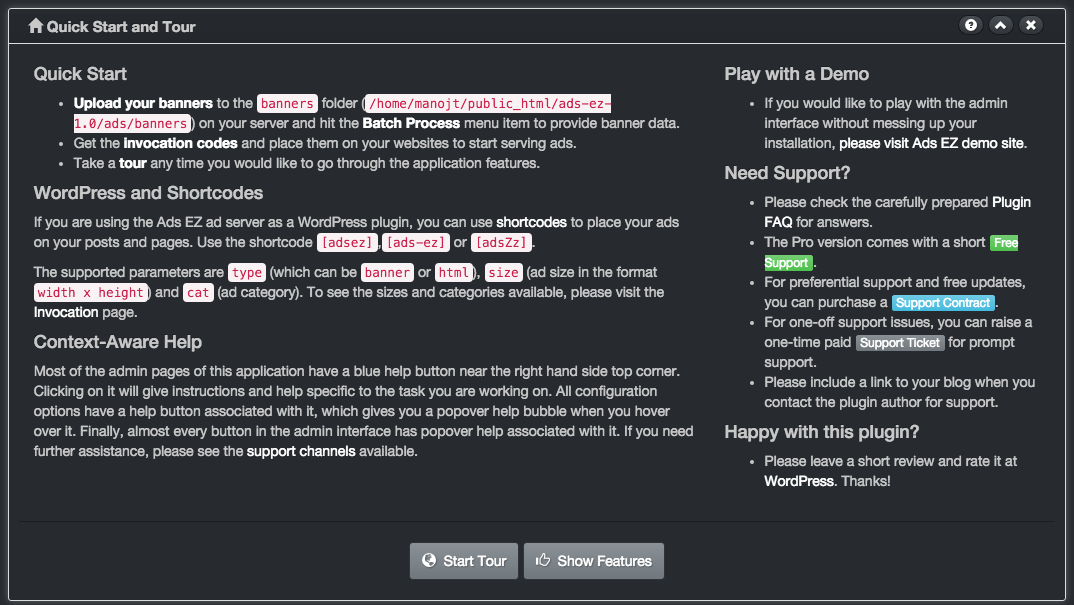 Quick Start and Tour
Quick Start
• Upload your banners to the banners folder (/home/manojt/public_html/ads-ez-
1.0/ads/banners) on your server and hit the Batch Process menu item to provide banner data.
• Get the invocation codes and place them on your websites to start serving ads.
• Take a tour any time you would like to go through the application features.
WordPress and Shortcodes
If you are using the Ads EZ ad server as a WordPress plugin, you can use shortcodes to place your ads
on your posts and pages. Use the shortcode [adsez],[ads-ez] or [adsZz].
The supported parameters are type (which can be banner or html), size (ad size in the format
width x height) and cat (ad category). To see the sizes and categories available, please visit the
Invocation page.
Context-Aware Help
Most of the admin pages of this application have a blue help button near the right hand side top corner.
Clicking on it will give instructions and help specific to the task you are working on. All configuration
options have a help button associated with it, which gives you a popover help bubble when you hover
over it. Finally, almost every button in the admin interface has popover help associated with it. If you need
further assistance, please see the support channels available.
Play with a Demo
• If you would like to play with the admin
interface without messing up your
installation, please visit Ads EZ demo site.
Need Support?
• Please check the carefully prepared Plugin
FAQ for answers.
• The Pro version comes with a short Free
Support.
• For preferential support and free updates,
you can purchase a Support Contract.
• For one-off support issues, you can raise a
one-time paid Support Ticket for prompt
support.
• Please include a link to your blog when you
contact the plugin author for support.
Happy with this plugin?
• Please leave a short review and rate it at
WordPress. Thanks!
Start Tour
Show Features